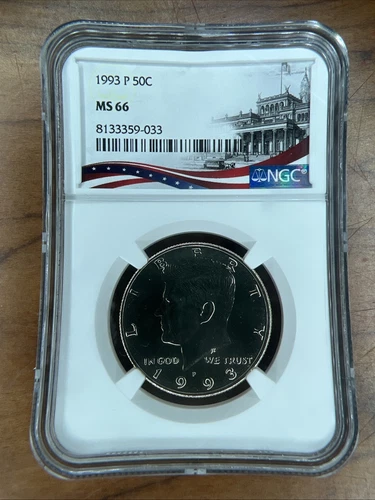 1993 P 50C
MS 66
8133359-033
NGC
LIBERTY
IN GOD WE TRUST
P
1993